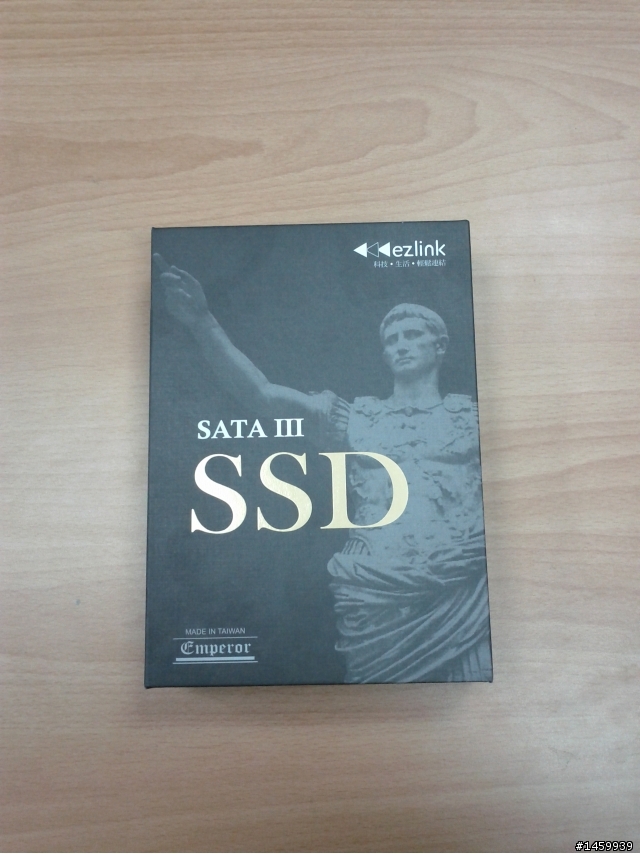 ezlink
科技•生活•輕鬆連結
SATA III
SSD
MADE IN TAIWAN
Emperor
#1459939